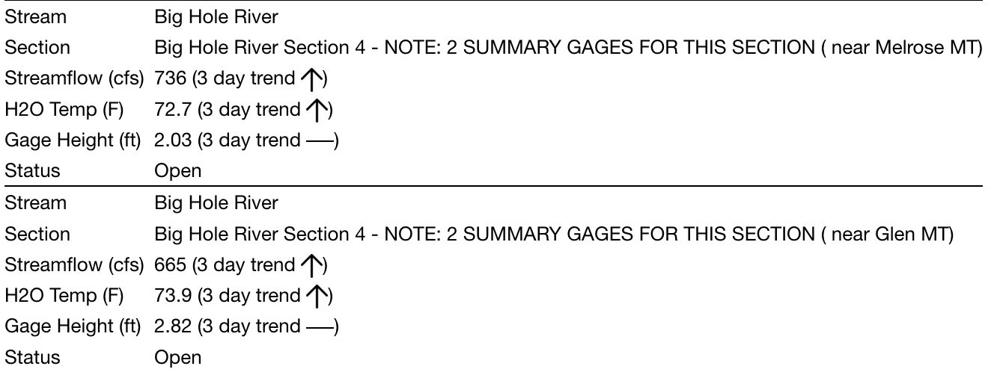 Stream Big Hole River
Section Big Hole River Section 4 - NOTE: 2 SUMMARY GAGES FOR THIS SECTION ( near Melrose MT)
Streamflow (cfs) 736 (3 day trend ↑)
H2O Temp (F) 72.7 (3 day trend ↑)
Gage Height (ft) 2.03 (3 day trend —)
Status Open
Stream Big Hole River
Section Big Hole River Section 4 - NOTE: 2 SUMMARY GAGES FOR THIS SECTION ( near Glen MT)
Streamflow (cfs) 665 (3 day trend ↑)
H2O Temp (F) 73.9 (3 day trend ↑)
Gage Height (ft) 2.82 (3 day trend —)
Status Open